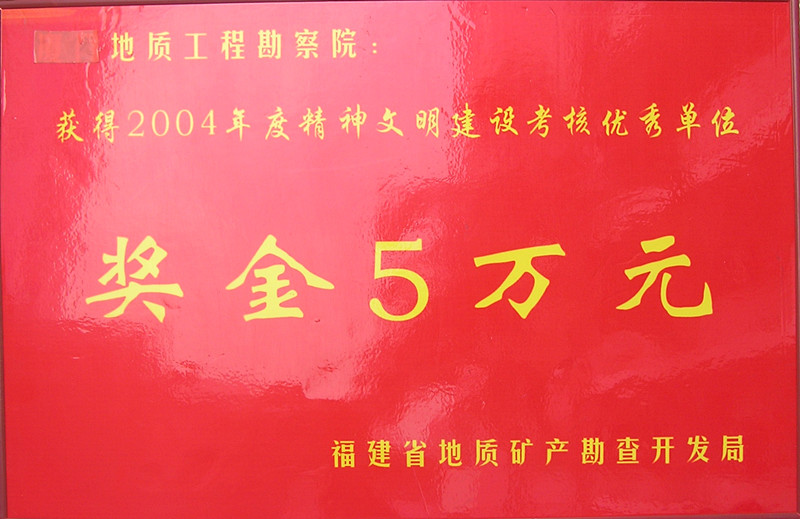 地质工程勘察院：
获得2004年度精神文明建设考核优秀单位
奖金5万元
福建省地质矿产勘查开发局